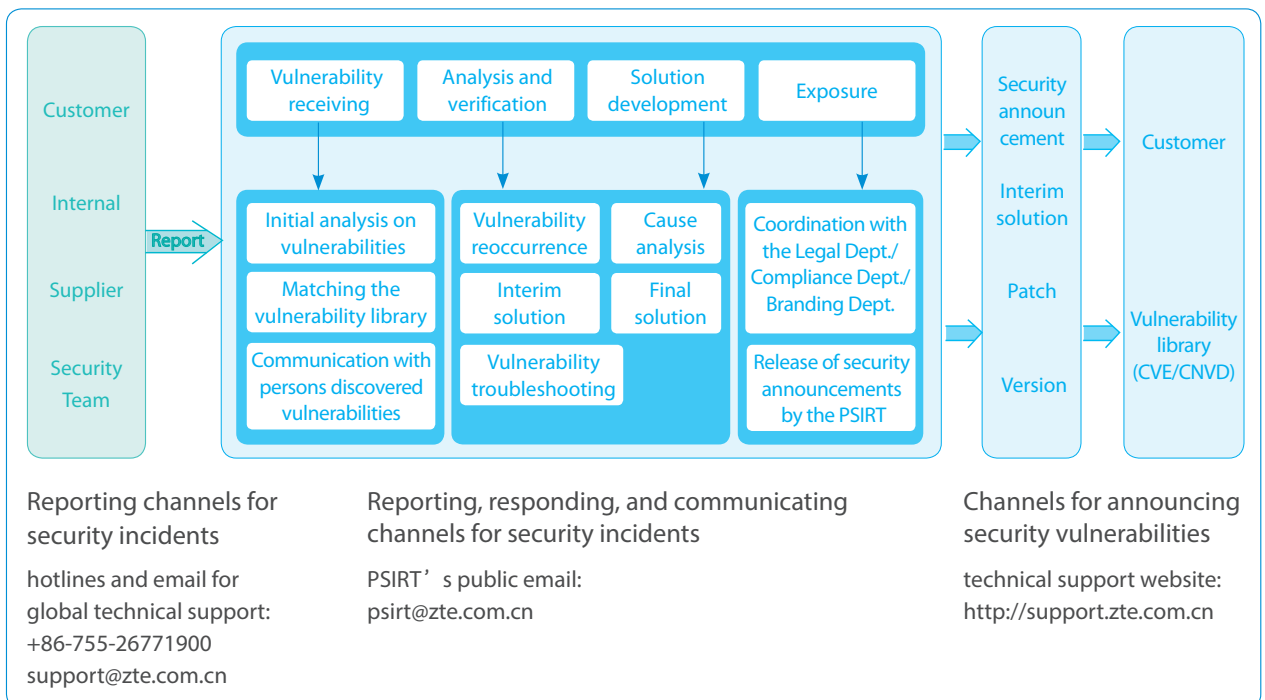 Customer
Internal
Supplier
Security
Team
Report
Vulnerability
receiving
Analysis and
verification
Solution
development
Exposure
Initial analysis on
vulnerabilities
Matching the
vulnerability library
Communication with
persons discovered
vulnerabilities
Vulnerability
reoccurrence
Cause
analysis
Interim
solution
Final
solution
Vulnerability
troubleshooting
Coordination with
the Legal Dept./
Compliance Dept./
Branding Dept.
Release of security
announcements
by the PSIRT
Security
announ
cement
Interim
solution
Patch
Version
Customer
Vulnerability
library
(CVE/CNVD)
Reporting channels for
security incidents
hotlines and email for
global technical support:
+86-755-26771900
support@zte.com.cn
Reporting, responding, and communicating
channels for security incidents
PSIRT’s public email:
psirt@zte.com.cn
Channels for announcing
security vulnerabilities
technical support website:
http://support.zte.com.cn